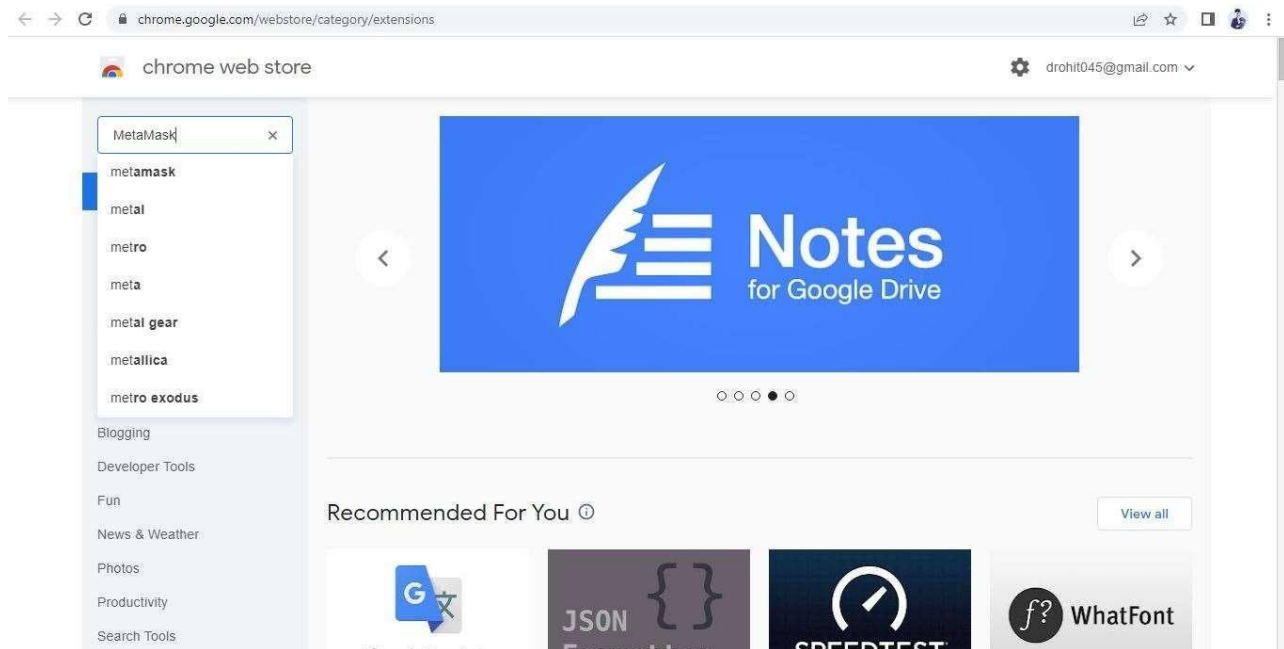 chrome.google.com/webstore/category/extensions
chrome web store
drohit045@gmail.com
MetaMask
metamask
metal
metro
meta
metal gear
metallica
metro exodus
Blogging
Developer Tools
Fun
News & Weather
Photos
Productivity
Search Tools
Notes
for Google Drive
Recommended For You
View all
G
JSON
SPEEDTEST
f? WhatFont